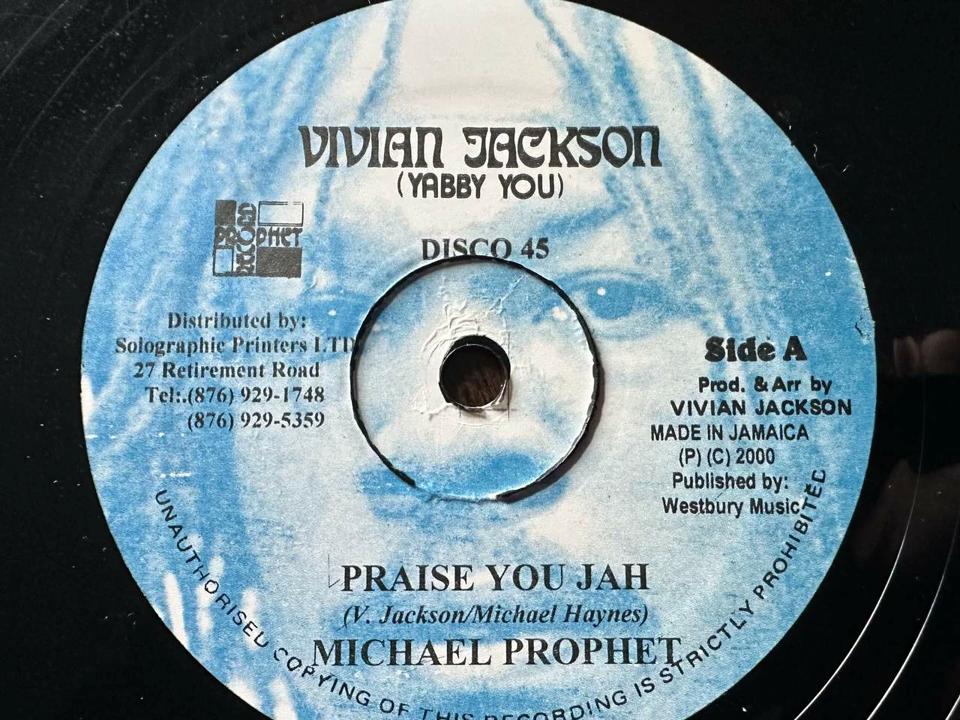 VIVIAN JACKSON
(YABBY YOU)
PROPHET
RECORD
DISCO 45
Distributed by:
Solographic Printers LTD
27 Retirement Road
Tel:.(876) 929-1748
(876) 929-5359
Side A
Prod. & Arr by
VIVIAN JACKSON
MADE IN JAMAICA
(P) (C) 2000
Published by:
Westbury Music
PRAISE YOU JAH
(V. Jackson/Michael Haynes)
MICHAEL PROPHET
UNAUTHORISED COPYING OF THIS RECORDING IS STRICTLY PROHIBITED